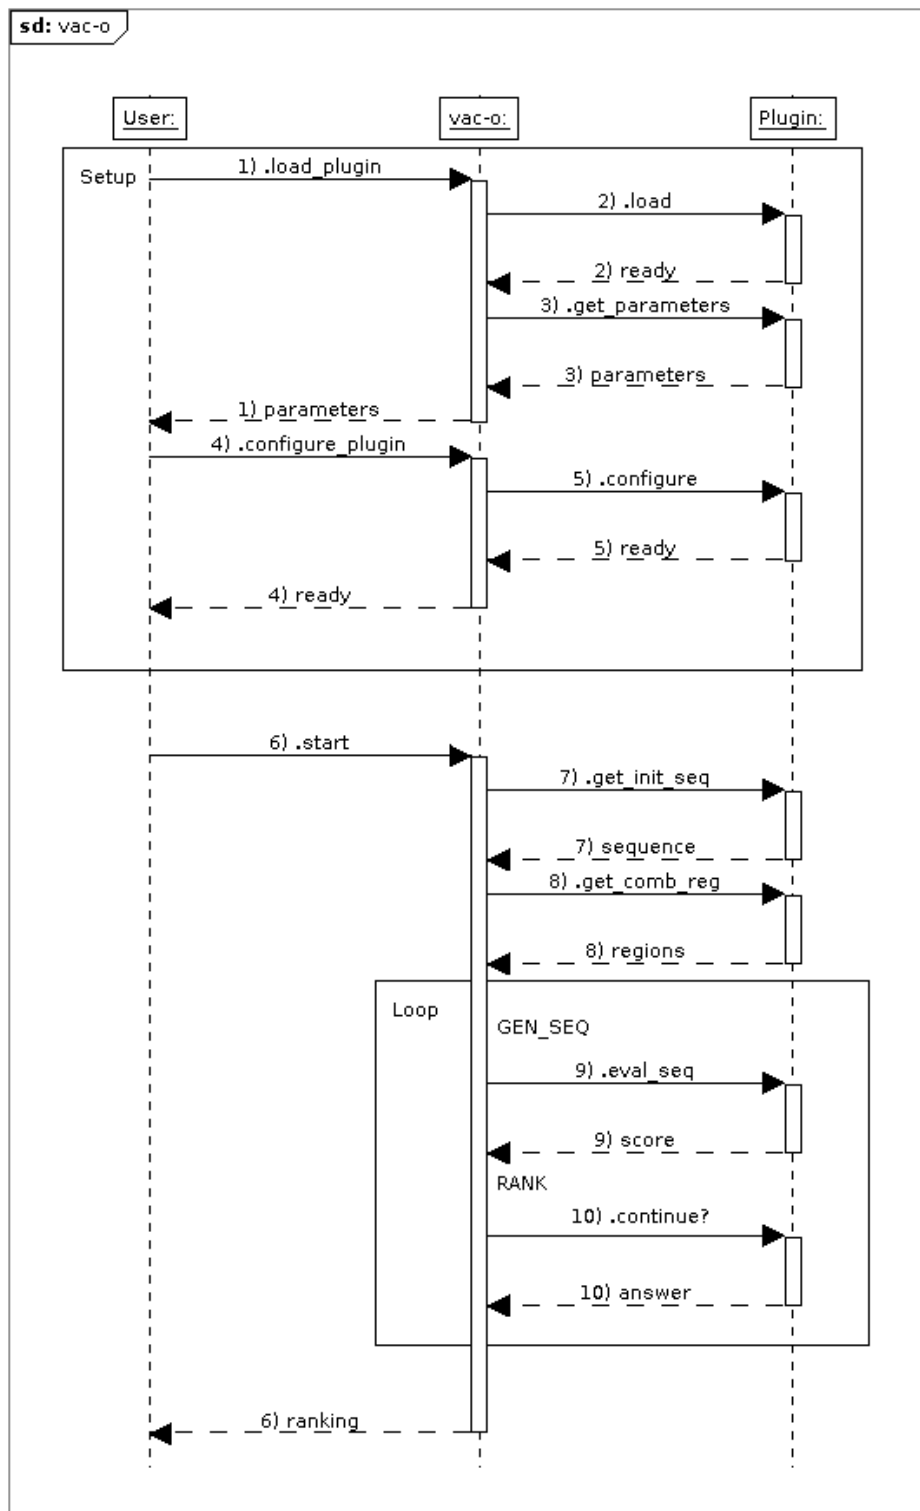 sd: vac-o
User:
vac-o:
Plugin:
Setup
1) .load_plugin
2) .load
2) ready
3) .get_parameters
3) parameters
1) parameters
4) .configure_plugin
5) .configure
5) ready
4) ready
6) .start
7) .get_init_seq
7) sequence
8) .get_comb_reg
8) regions
Loop
GEN_SEQ
9) .eval_seq
9) score
RANK
10) .continue?
10) answer
6) ranking